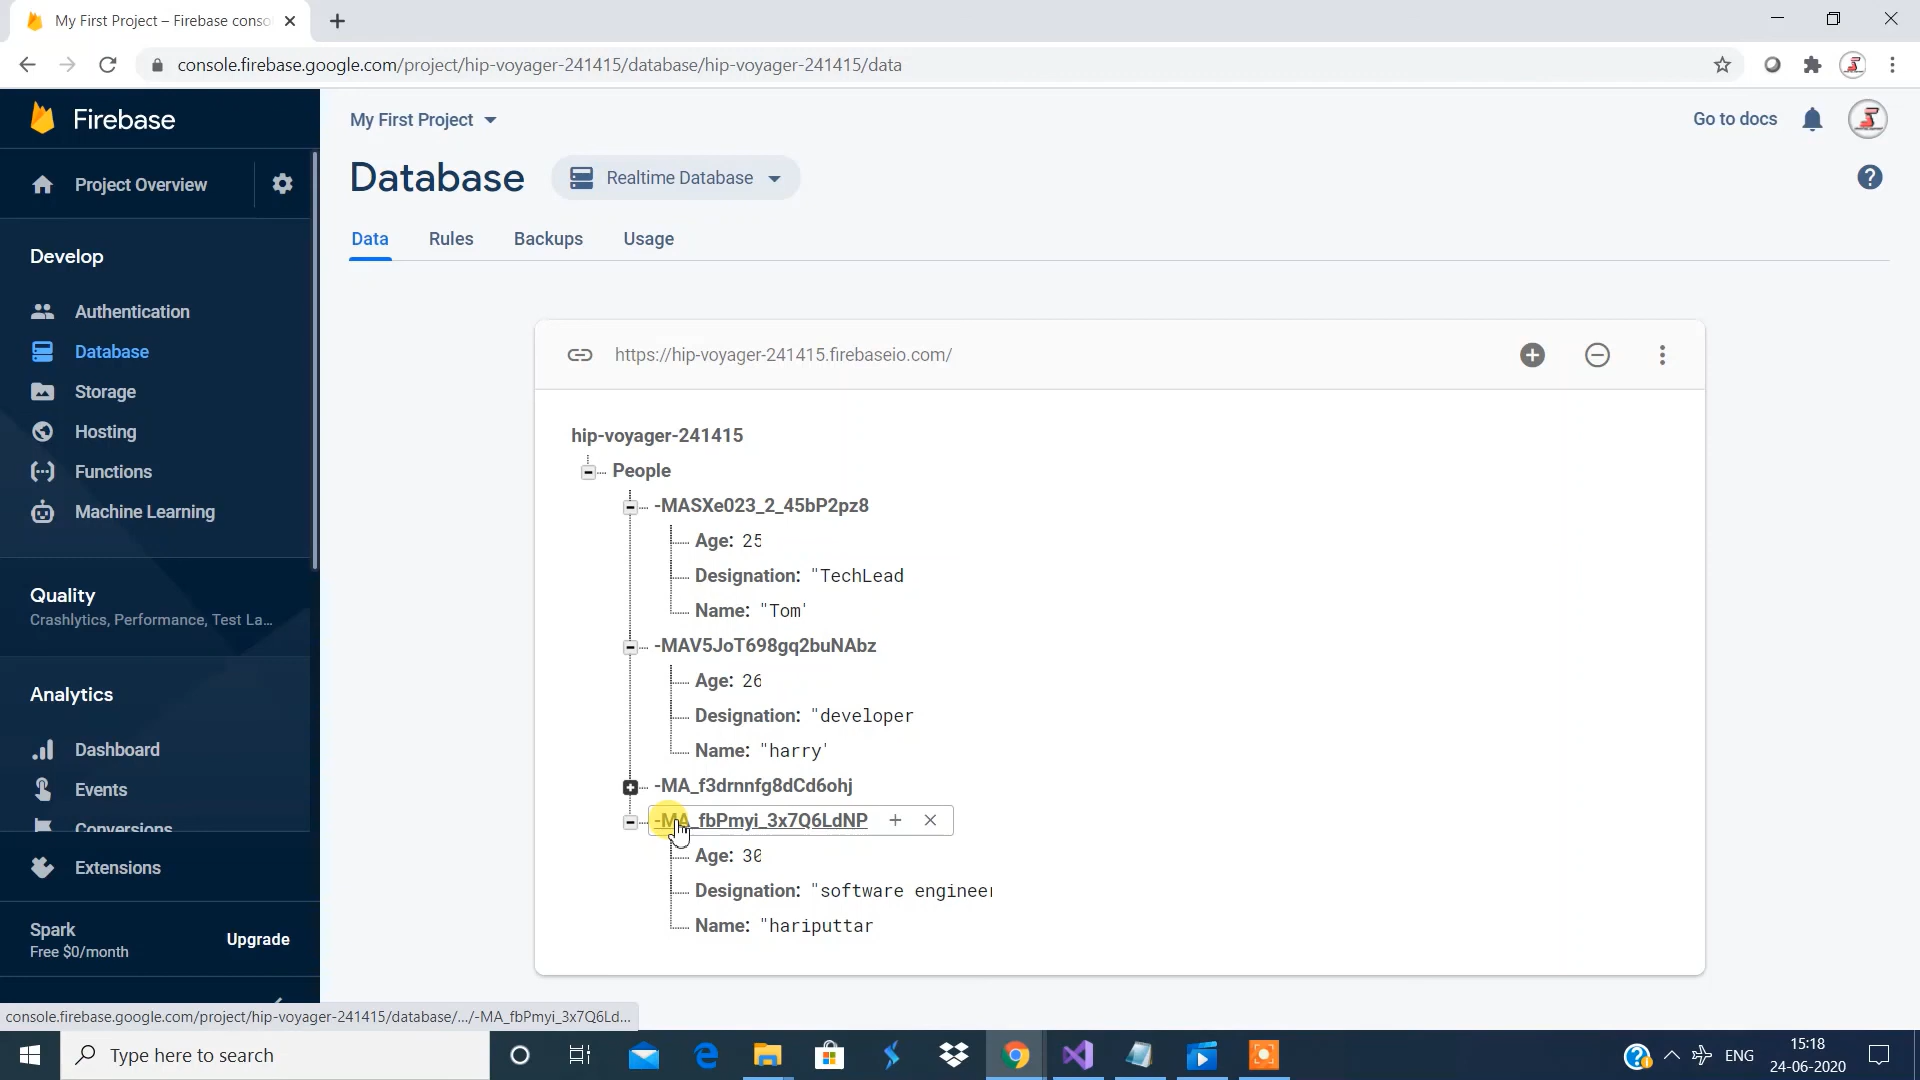 My First Project – Firebase conso
console.firebase.google.com/project/hip-voyager-241415/database/hip-voyager-241415/data
Firebase
My First Project
Go to docs
Project Overview
Database
Realtime Database
?
Data
Rules
Backups
Usage
Develop
Authentication
Database
Storage
Hosting
Functions
Machine Learning
Quality
Crashlytics, Performance, Test La...
Analytics
Dashboard
Events
Conversions
Extensions
Spark
Free $0/month
Upgrade
https://hip-voyager-241415.firebaseio.com/
hip-voyager-241415
People
-MASXe023_2_45bP2pz8
Age: 25
Designation: "TechLead
Name: "Tom'
-MAV5JoT698gq2buNAbz
Age: 26
Designation: "developer
Name: "harry'
-MA_f3drnnfg8dCd6ohj
-MA_fbPmyi_3x7Q6LdNP
Age: 30
Designation: "software engineer
Name: "hariputtar
console.firebase.google.com/project/hip-voyager-241415/database/.../-MA_fbPmyi_3x7Q6Ld...
Type here to search
ENG
15:18
24-06-2020